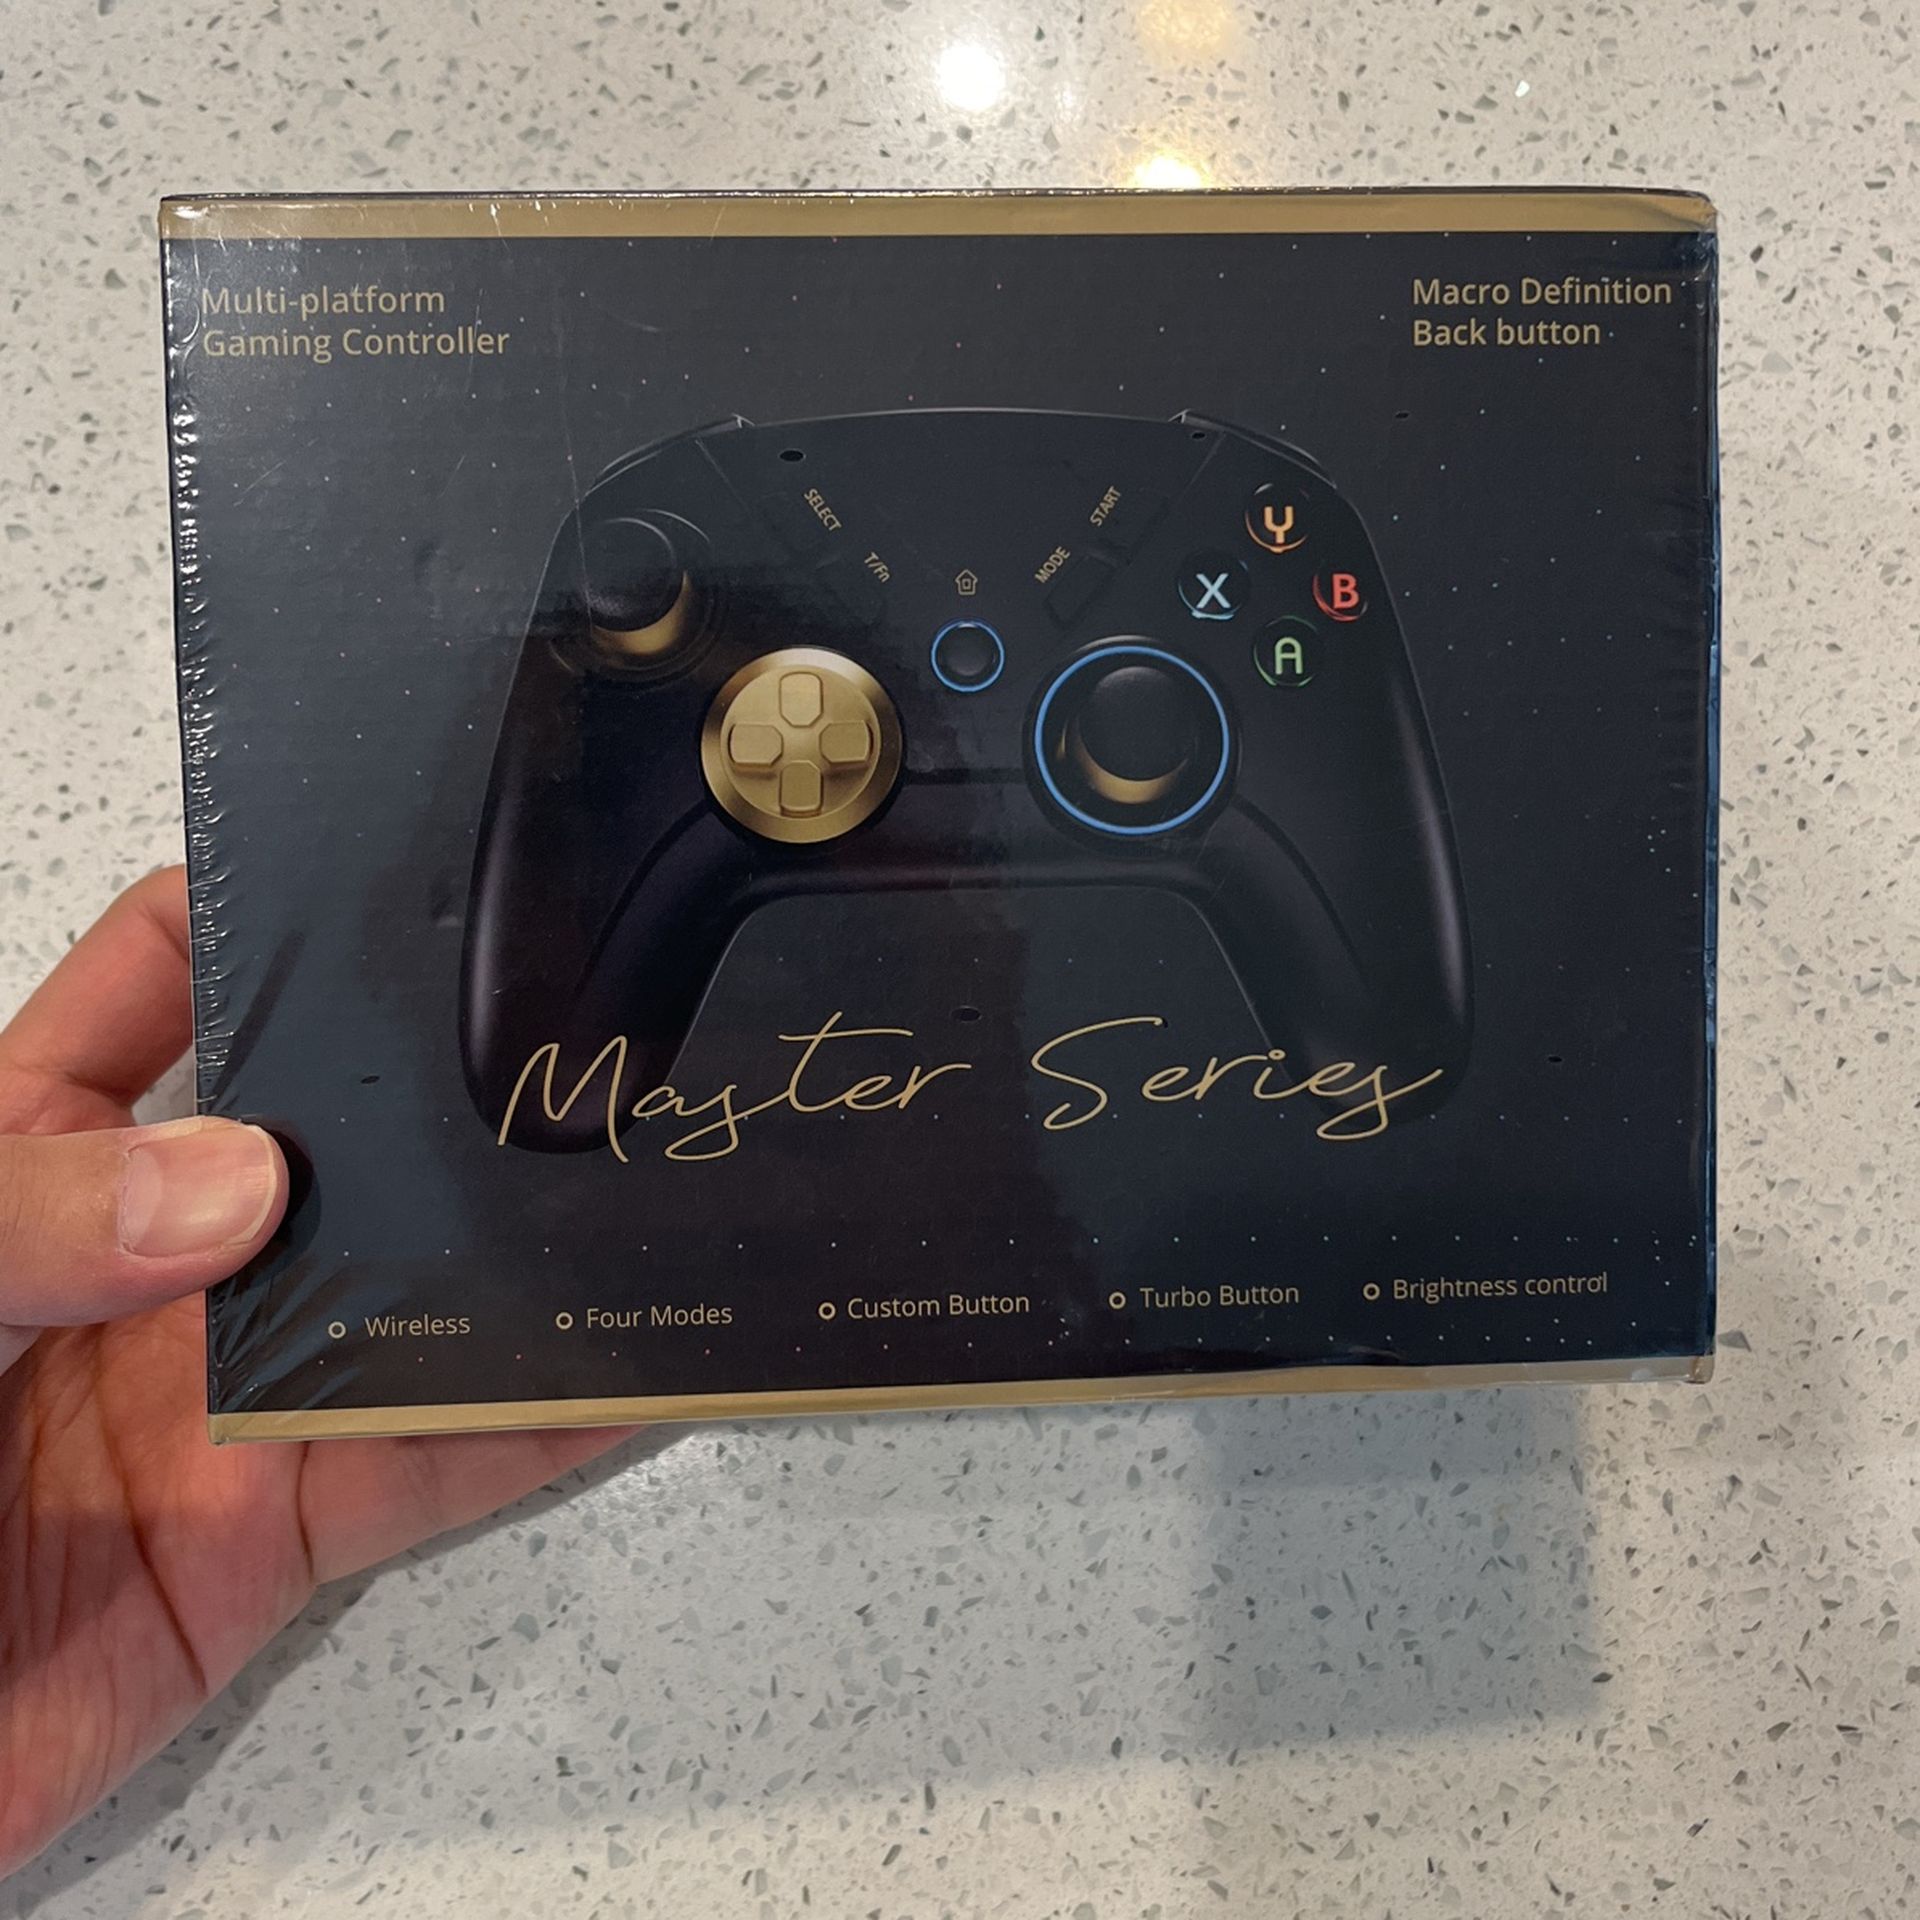 Multi-platform
Gaming Controller
Macro Definition
Back button
SELECT
START
T/Fn
MODE
Y
X
B
A
Master Series
Wireless
Four Modes
Custom Button
Turbo Button
Brightness control